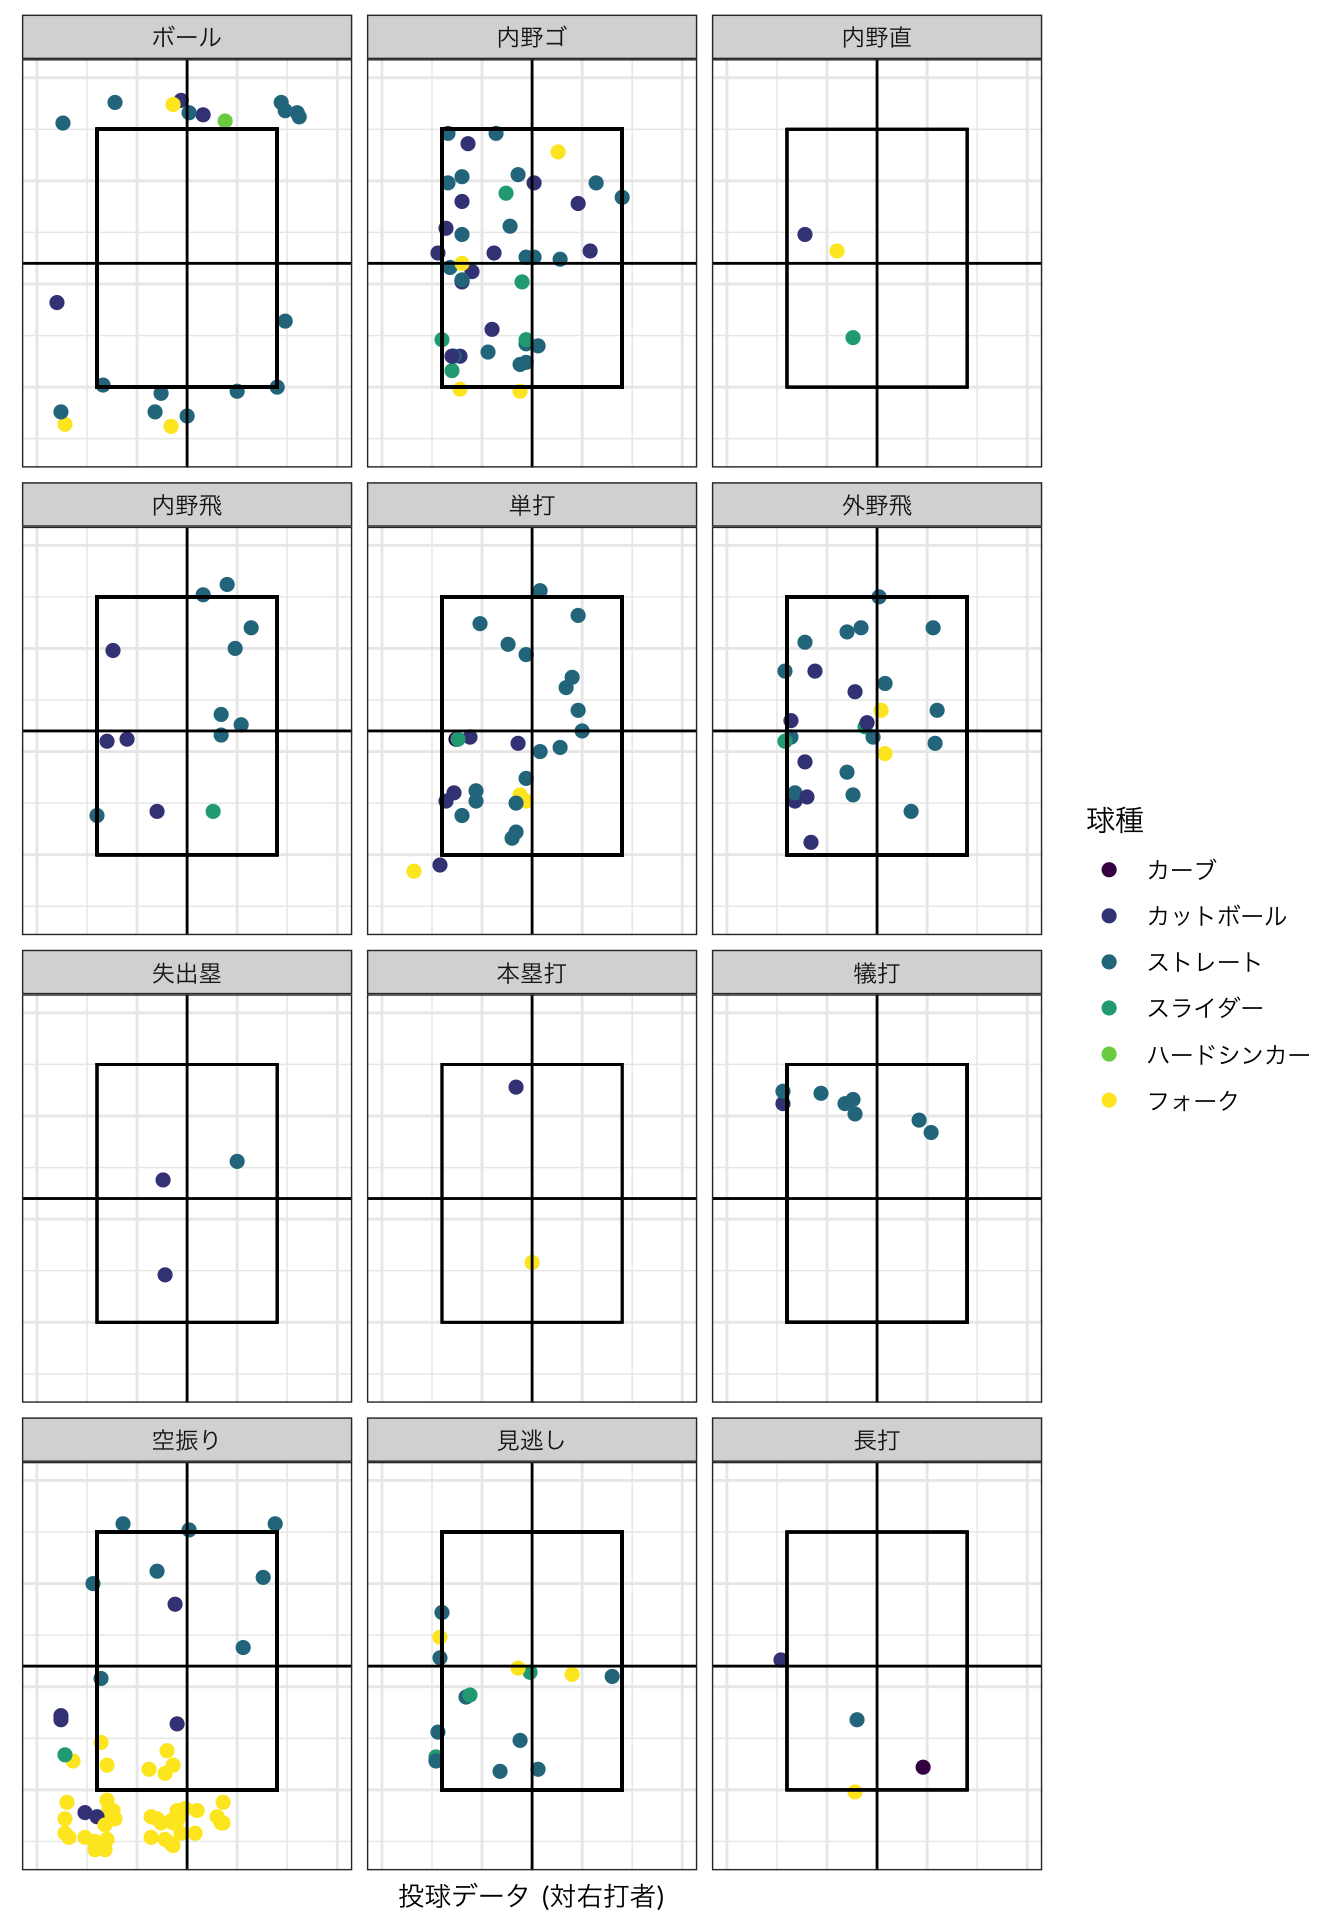 ボール
内野ゴ
内野直
内野飛
単打
外野飛
失出塁
本塁打
犠打
空振り
見逃し
長打
投球データ (対右打者)
球種
カーブ
カットボール
ストレート
スライダー
ハードシンカー
フォーク